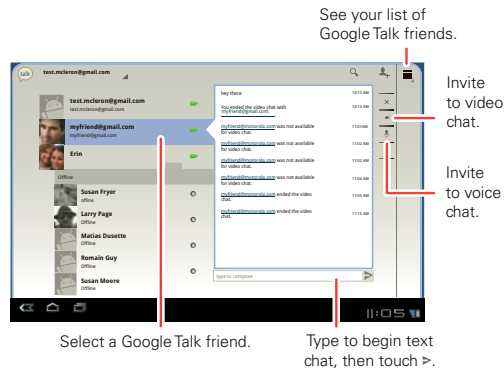 See your list of
Google Talk friends.
talk
test.mcleron@gmail.com
test.mcleron@gmail.com
test.mcleron@gmail.com
myfriend@gmail.com
myfriend@gmail.com
Erin
Offline
Susan Fryer
offline
Larry Page
Offline
Matias Dusette
Offline
Romain Guy
Offline
Susan Moore
Offline
hey there 10:13 AM
You ended the video chat with 10:13 AM
myfriend@gmail.com.
myfriend@motorola.com was not available 11:01AM
for video chat.
myfriend@motorola.com was not available 11:02 AM
for video chat.
myfriend@motorola.com was not available 11:02 AM
for video chat.
myfriend@motorola.com was not available 11:04 AM
for video chat.
myfriend@motorola.com ended the video 11:05 AM
chat.
myfriend@motorola.com ended the video 11:15 AM
chat.
type to compose
11:05
Invite
to video
chat.
Invite
to voice
chat.
Select a Google Talk friend.
Type to begin text
chat, then touch